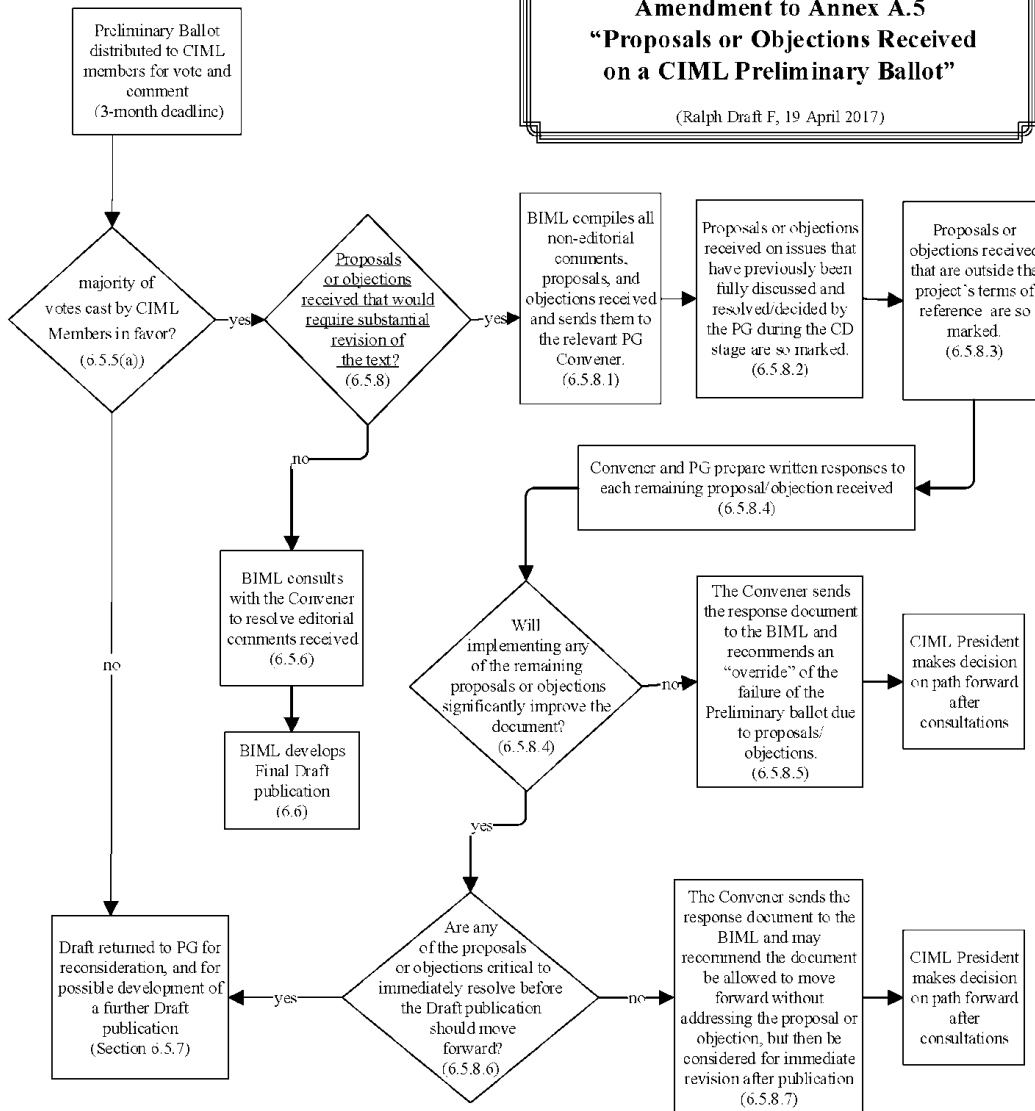 Amendment to Annex A.5
“Proposals or Objections Received
on a CIML Preliminary Ballot”
(Ralph Draft F, 19 April 2017)
Preliminary Ballot
distributed to CIML
members for vote and
comment
(3-month deadline)
majority of
votes cast by CIML
Members in favor?
(6.5.5(a))
yes
Proposals
or objections
received that would
require substantial
revision of
the text?
(6.5.8)
yes
BIML compiles all
non-editorial
comments,
proposals, and
objections received
and sends them to
the relevant PG
Convener.
(6.5.8.1)
Proposals or objections
received on issues that
have previously been
fully discussed and
resolved/decided by
the PG during the CD
stage are so marked.
(6.5.8.2)
Proposals or
objections received
that are outside the
project's terms of
reference are so
marked.
(6.5.8.3)
no
Convener and PG prepare written responses to
each remaining proposal/objection received
(6.5.8.4)
BIML consults
with the Convener
to resolve editorial
comments received
(6.5.6)
BIML develops
Final Draft
publication
(6.6)
no
Will
implementing any
of the remaining
proposals or objections
significantly improve the
document?
(6.5.8.4)
no
The Convener sends
the response document
to the BIML and
recommends an
“override” of the
failure of the
Preliminary ballot due
to proposals/
objections.
(6.5.8.5)
CIML President
makes decision
on path forward
after
consultations
yes
Draft returned to PG for
reconsideration, and for
possible development of
a further Draft
publication
(Section 6.5.7)
yes
Are any
of the proposals
or objections critical to
immediately resolve before
the Draft publication
should move
forward?
(6.5.8.6)
no
The Convener sends the
response document to the
BIML and may
recommend the document
be allowed to move
forward without
addressing the proposal or
objection, but then be
considered for immediate
revision after publication
(6.5.8.7)
CIML President
makes decision
on path forward
after
consultations